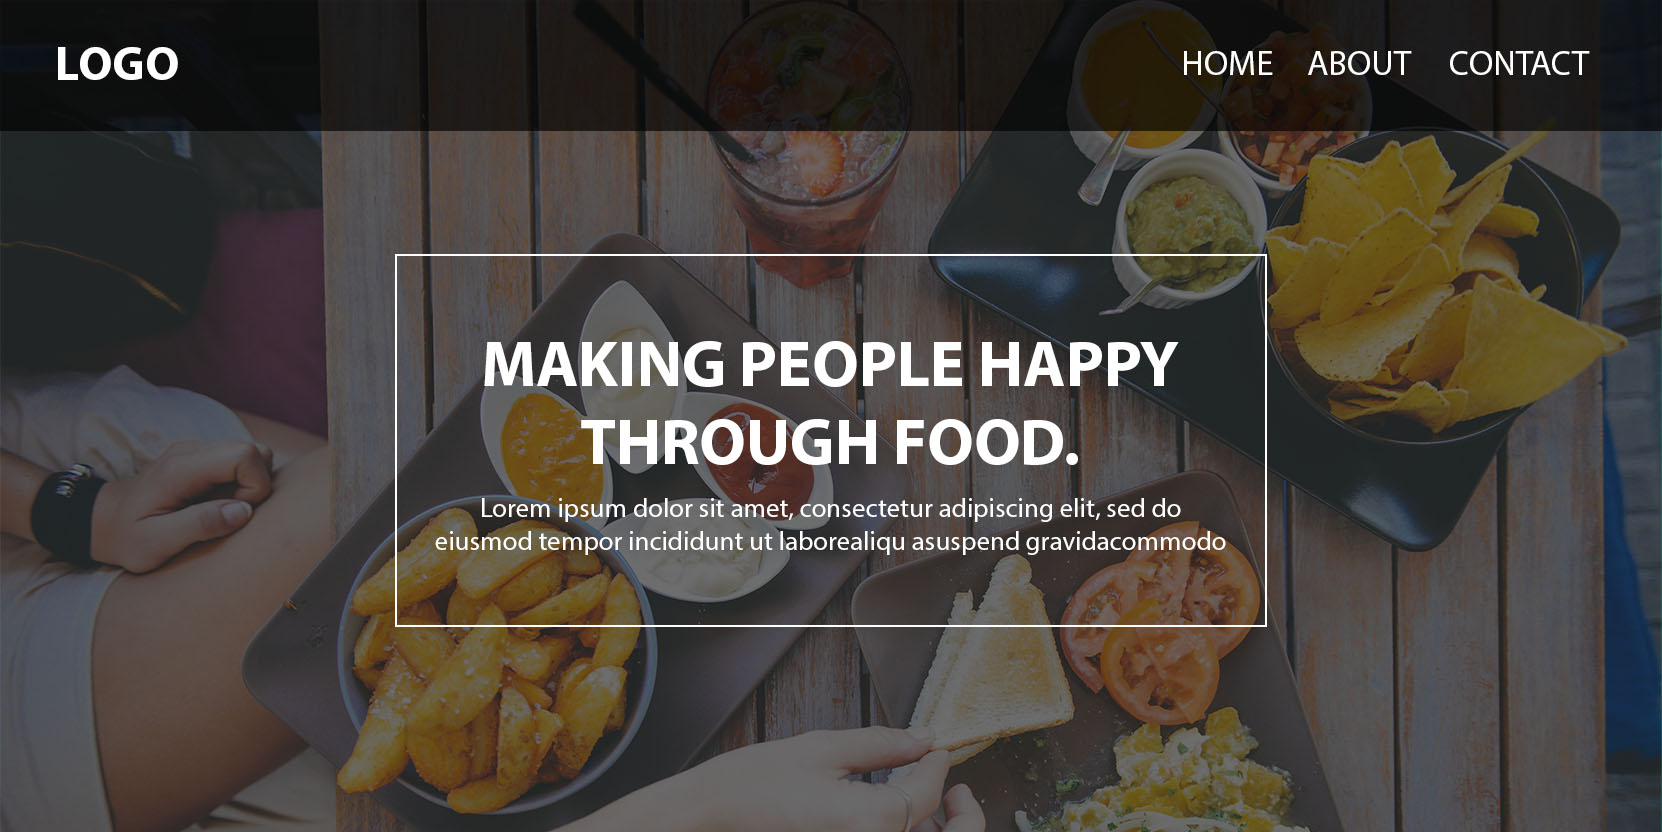 LOGO
HOME ABOUT CONTACT
MAKING PEOPLE HAPPY
THROUGH FOOD.
Lorem ipsum dolor sit amet, consectetur adipiscing elit, sed do
eiusmod tempor incididunt ut laborealiqu asuspend gravidacommodo